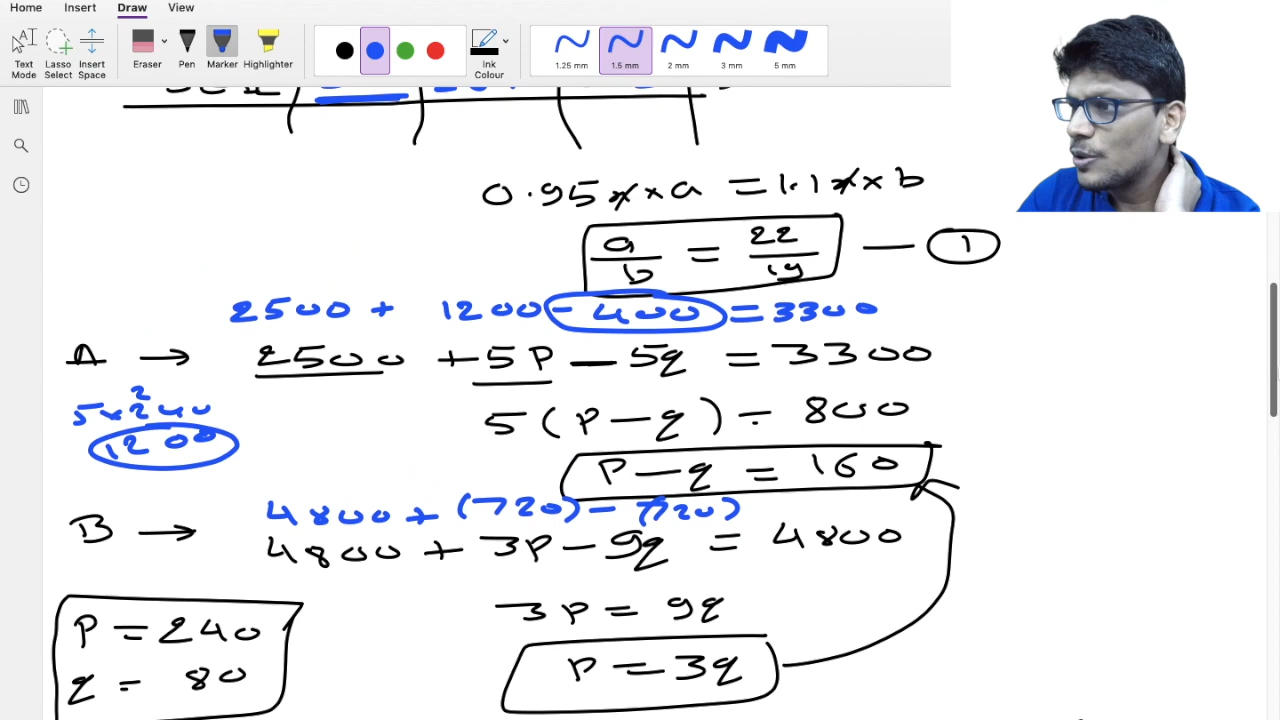 Home Insert Draw View
Text Mode Lasso Select Insert Space Eraser Pen Marker Highlighter Ink Colour 1.25 mm 1.5 mm 2 mm 3 mm 5 mm
0.95x × a = 1.1x × b
a/b = 22/19 — 1
2500 + 1200 - 400 = 3300
A → 2500 + 5P - 5q = 3300
5 × 240
2
1200
5(P - q) = 800
P - q = 160
4800 + (720) - 720)
B → 4800 + 3P - 9q = 4800
3P = 9q
P = 3q
P = 240
q = 80